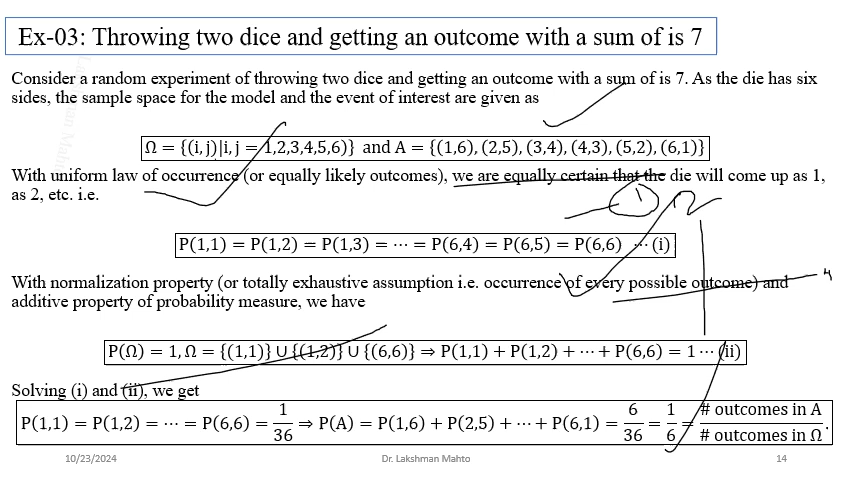 Ex-03: Throwing two dice and getting an outcome with a sum of is 7
Consider a random experiment of throwing two dice and getting an outcome with a sum of is 7. As the die has six
sides, the sample space for the model and the event of interest are given as
Ω = {(i, j)|i, j = 1,2,3,4,5,6)} and A = {(1,6), (2,5), (3,4), (4,3), (5,2), (6,1)}
With uniform law of occurrence (or equally likely outcomes), we are equally certain that the die will come up as 1,
as 2, etc. i.e.
P(1,1) = P(1,2) = P(1,3) = ⋯ = P(6,4) = P(6,5) = P(6,6) ⋯ (i)
With normalization property (or totally exhaustive assumption i.e. occurrence of every possible outcome) and
additive property of probability measure, we have
P(Ω) = 1, Ω = {(1,1)} ∪ {(1,2)} ∪ {(6,6)} ⇒ P(1,1) + P(1,2) + ⋯ + P(6,6) = 1 ⋯ (ii)
Solving (i) and (ii), we get
P(1,1) = P(1,2) = ⋯ = P(6,6) = 1/36 ⇒ P(A) = P(1,6) + P(2,5) + ⋯ + P(6,1) = 6/36 = 1/6 = # outcomes in A / # outcomes in Ω.
10/23/2024 Dr. Lakshman Mahto 14